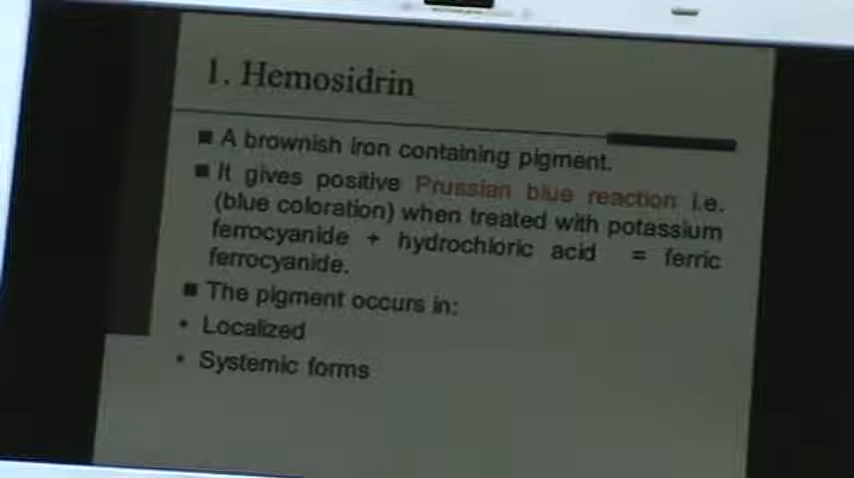 1. Hemosidrin
■ A brownish iron containing pigment.
■ It gives positive Prussian blue reaction i.e.
(blue coloration) when treated with potassium
ferrocyanide + hydrochloric acid = ferric
ferrocyanide.
■ The pigment occurs in:
• Localized
• Systemic forms